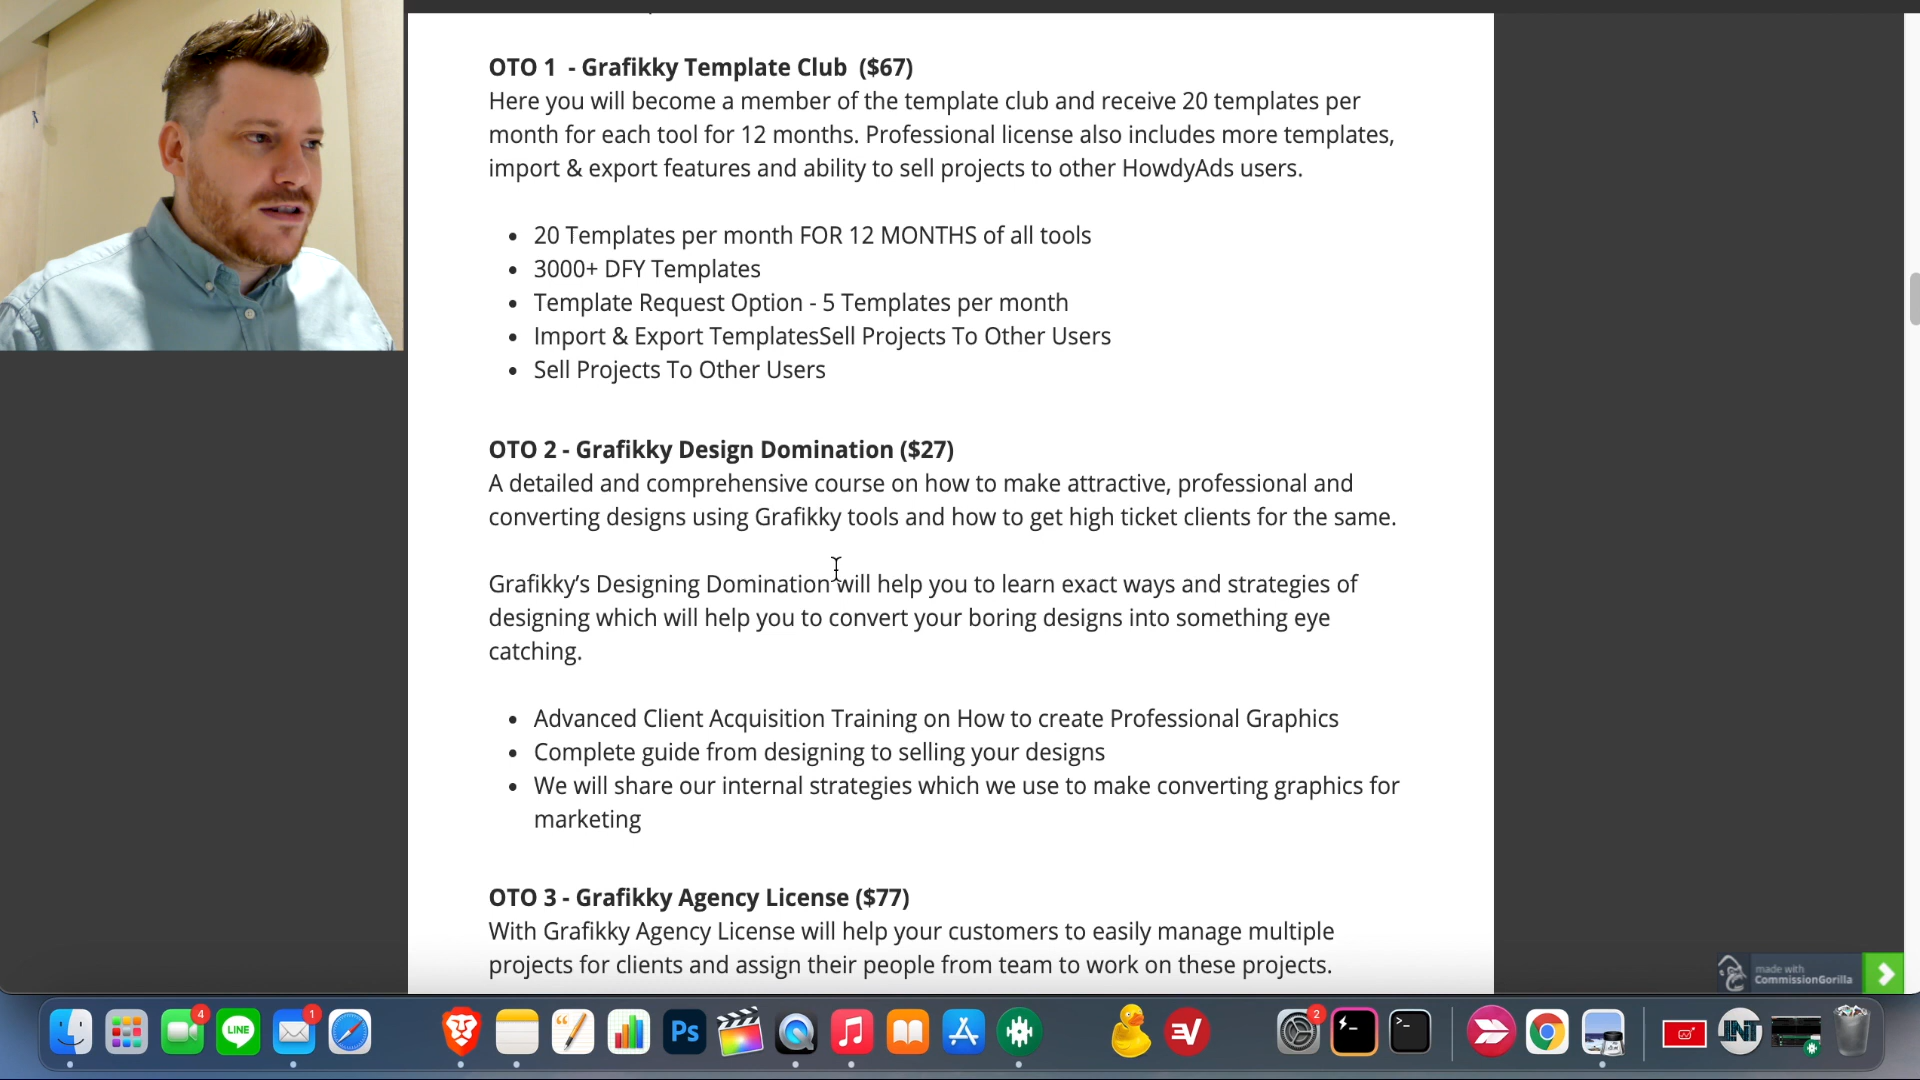 OTO 1  - Grafikky Template Club  ($67)
Here you will become a member of the template club and receive 20 templates per
month for each tool for 12 months. Professional license also includes more templates,
import & export features and ability to sell projects to other HowdyAds users.
• 20 Templates per month FOR 12 MONTHS of all tools
• 3000+ DFY Templates
• Template Request Option - 5 Templates per month
• Import & Export TemplatesSell Projects To Other Users
• Sell Projects To Other Users
OTO 2 - Grafikky Design Domination ($27)
A detailed and comprehensive course on how to make attractive, professional and
converting designs using Grafikky tools and how to get high ticket clients for the same.
Grafikky’s Designing Domination will help you to learn exact ways and strategies of
designing which will help you to convert your boring designs into something eye
catching.
• Advanced Client Acquisition Training on How to create Professional Graphics
• Complete guide from designing to selling your designs
• We will share our internal strategies which we use to make converting graphics for
marketing
OTO 3 - Grafikky Agency License ($77)
With Grafikky Agency License will help your customers to easily manage multiple
projects for clients and assign their people from team to work on these projects.
made with
CommissionGorilla
4
LINE
1
Ps
2